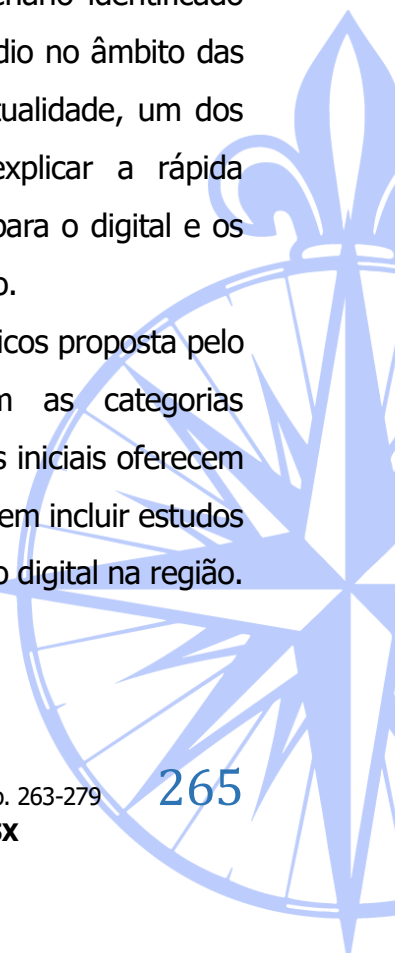 identificado
dio no âmbito das
tualidade, um dos
explicar a rápida
para o digital e os
o.
icos proposta pelo
m as categorias
s iniciais oferecem
em incluir estudos
o digital na região.
p. 263-279 265
SX